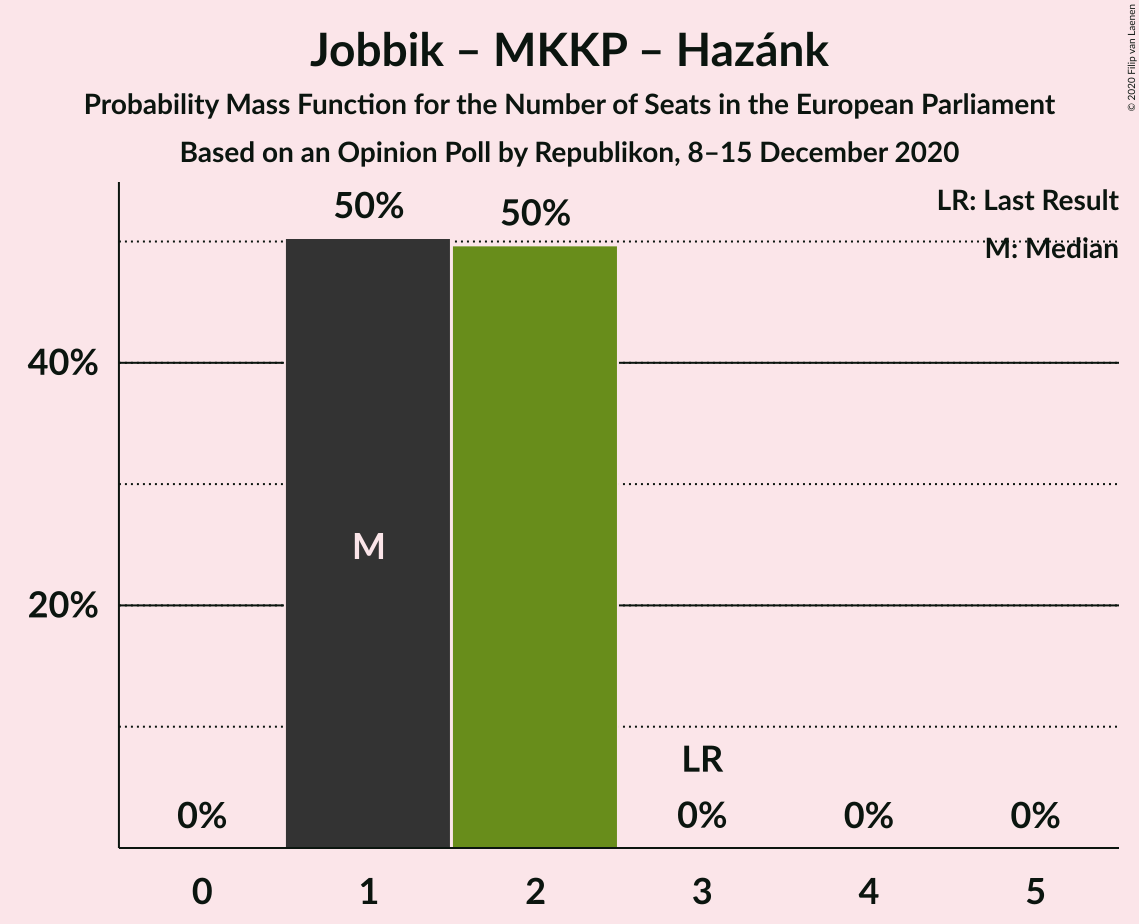 Jobbik – MKKP – Hazánk
Probability Mass Function for the Number of Seats in the European Parliament
Based on an Opinion Poll by Republikon, 8–15 December 2020
© 2020 Filip van Laenen
LR: Last Result
M: Median
50%
50%
40%
20%
M
LR
0%
0%
0%
0%
0
1
2
3
4
5